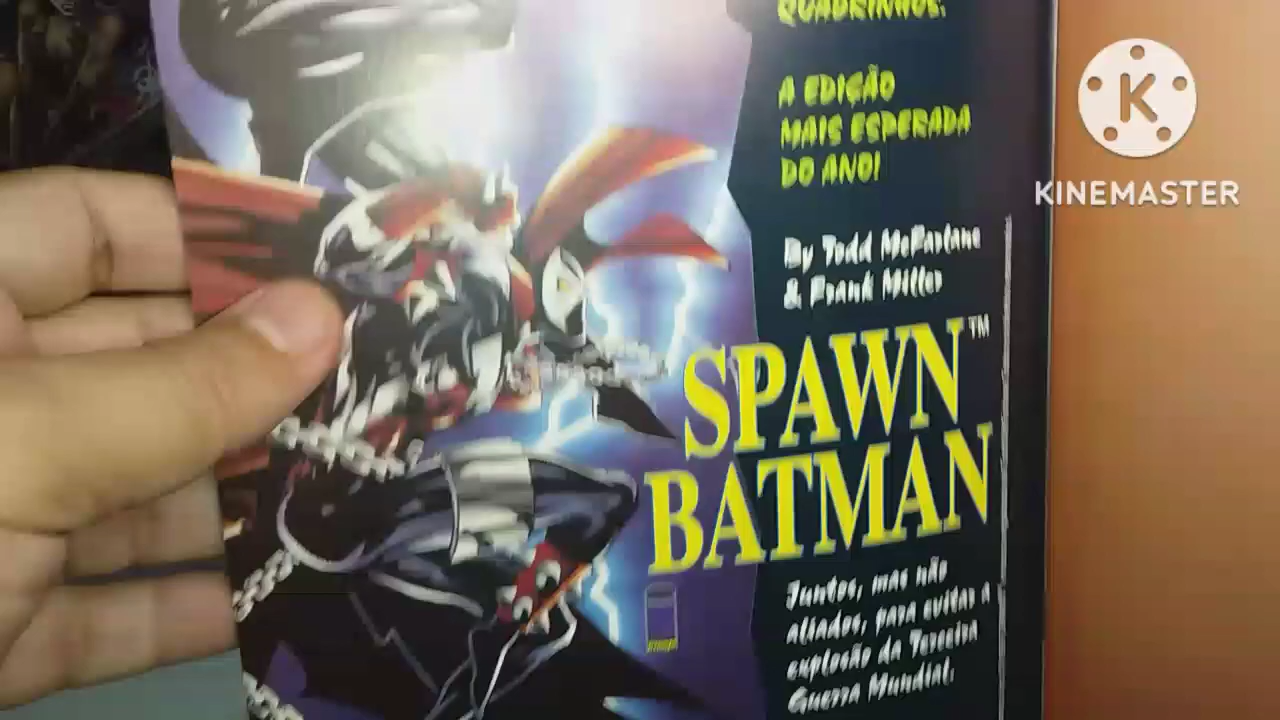 QUADRINHOS.
A EDIÇÃO
MAIS ESPERADA
DO ANO!
By Todd McFarlane
& Frank Miller
SPAWN™
BATMAN
Juntos, mas não
aliados, para evitar a
explosão da Terceira
Guerra Mundial.
K
KINEMASTER